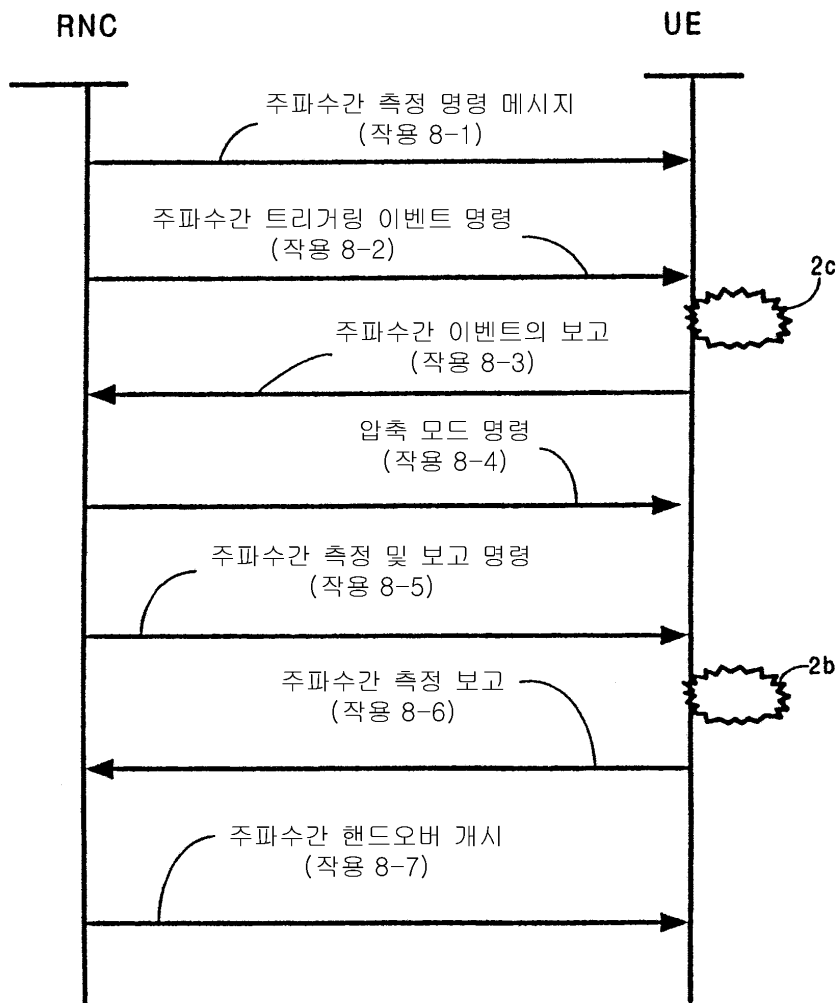 RNC
UE
주파수간 측정 명령 메시지
(작용 8-1)
주파수간 트리거링 이벤트 명령
(작용 8-2)
2c
주파수간 이벤트의 보고
(작용 8-3)
압축 모드 명령
(작용 8-4)
주파수간 측정 및 보고 명령
(작용 8-5)
2b
주파수간 측정 보고
(작용 8-6)
주파수간 핸드오버 개시
(작용 8-7)